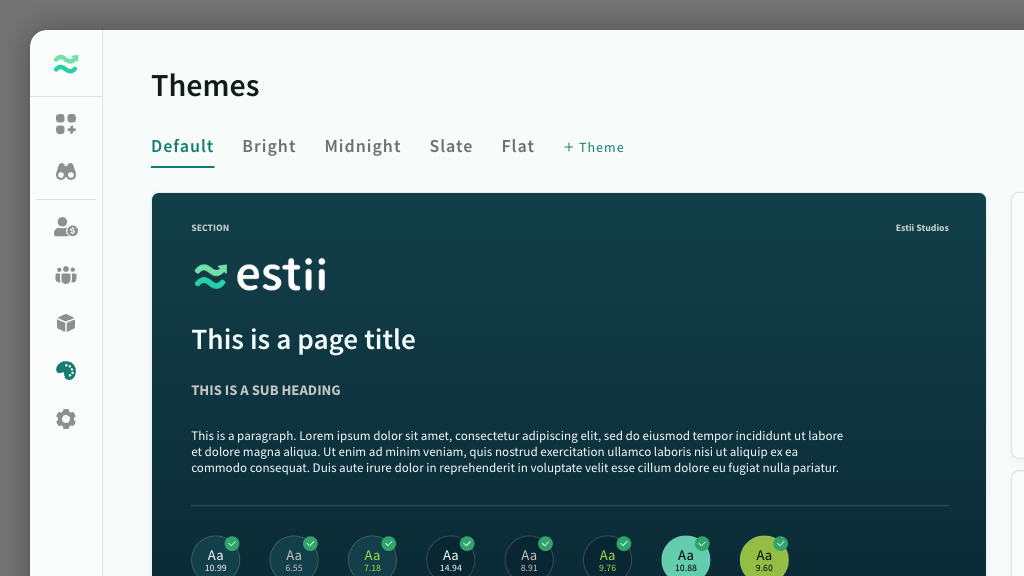 Themes
Default Bright Midnight Slate Flat + Theme
SECTION Estii Studios
estii
This is a page title
THIS IS A SUB HEADING
This is a paragraph. Lorem ipsum dolor sit amet, consectetur adipiscing elit, sed do eiusmod tempor incididunt ut labore
et dolore magna aliqua. Ut enim ad minim veniam, quis nostrud exercitation ullamco laboris nisi ut aliquip ex ea
commodo consequat. Duis aute irure dolor in reprehenderit in voluptate velit esse cillum dolore eu fugiat nulla pariatur.
Aa Aa Aa Aa Aa Aa Aa Aa
10.99 6.55 7.18 14.94 8.91 9.76 10.88 9.60